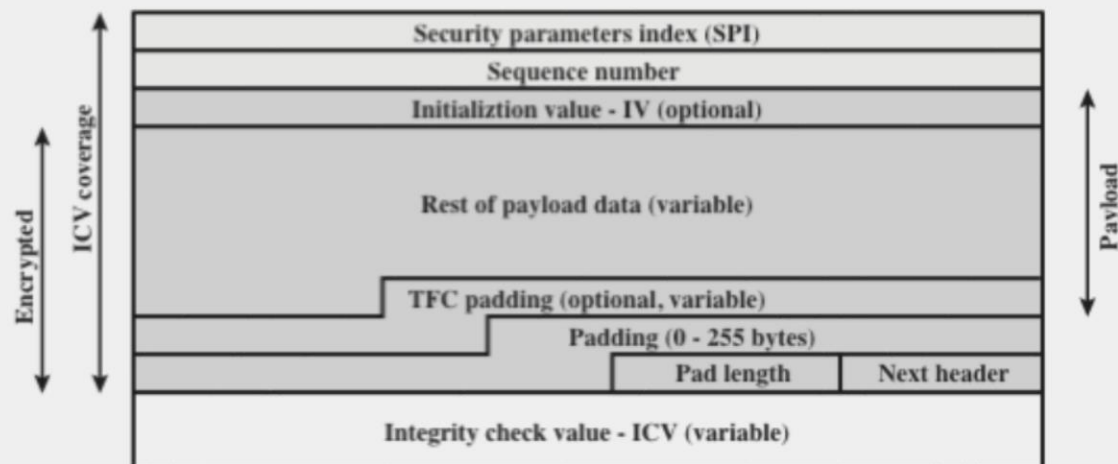 Security parameters index (SPI)
Sequence number
Initializtion value - IV (optional)
Rest of payload data (variable)
TFC padding (optional, variable)
Padding (0 - 255 bytes)
Pad length
Next header
Integrity check value - ICV (variable)
Encrypted
ICV coverage
Payload